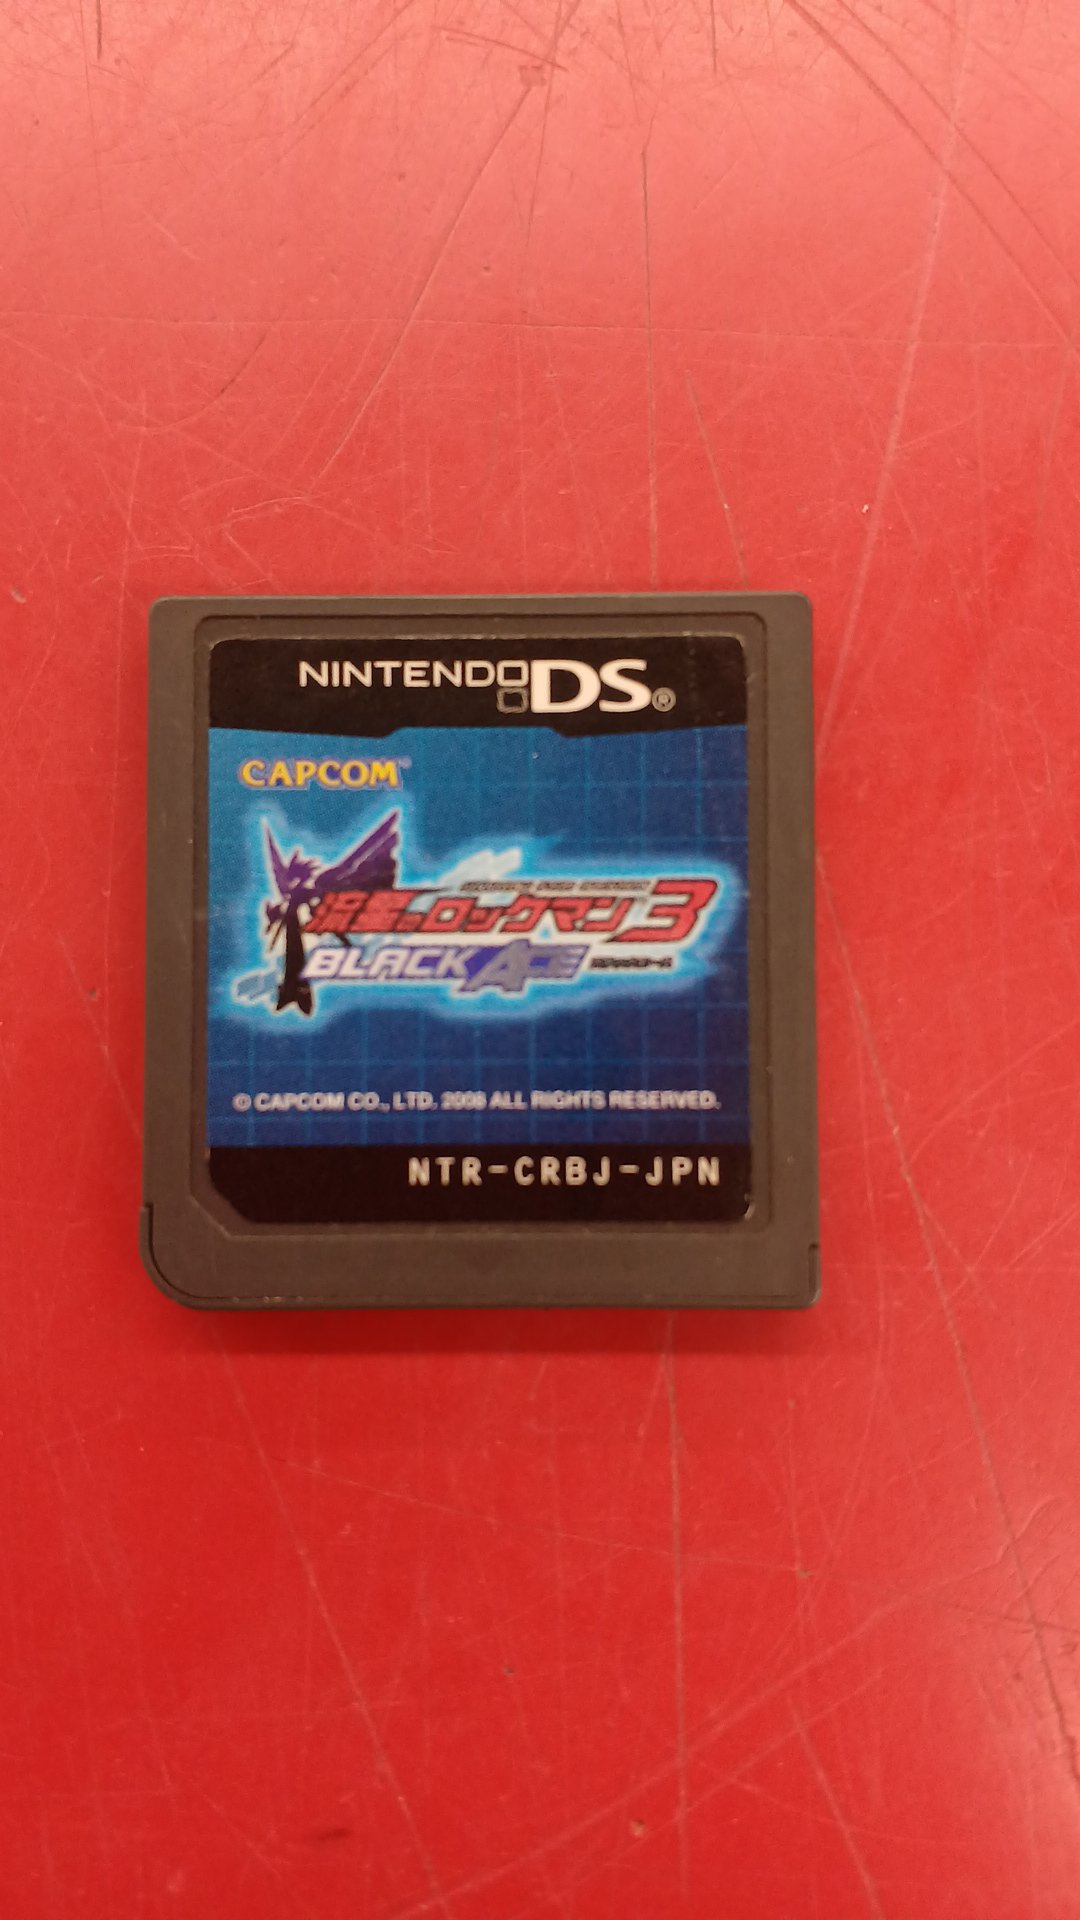 NINTENDO DS®
CAPCOM
流星のロックマン3
BLACK ACE
© CAPCOM CO., LTD. 2008 ALL RIGHTS RESERVED.
NTR-CRBJ-JPN